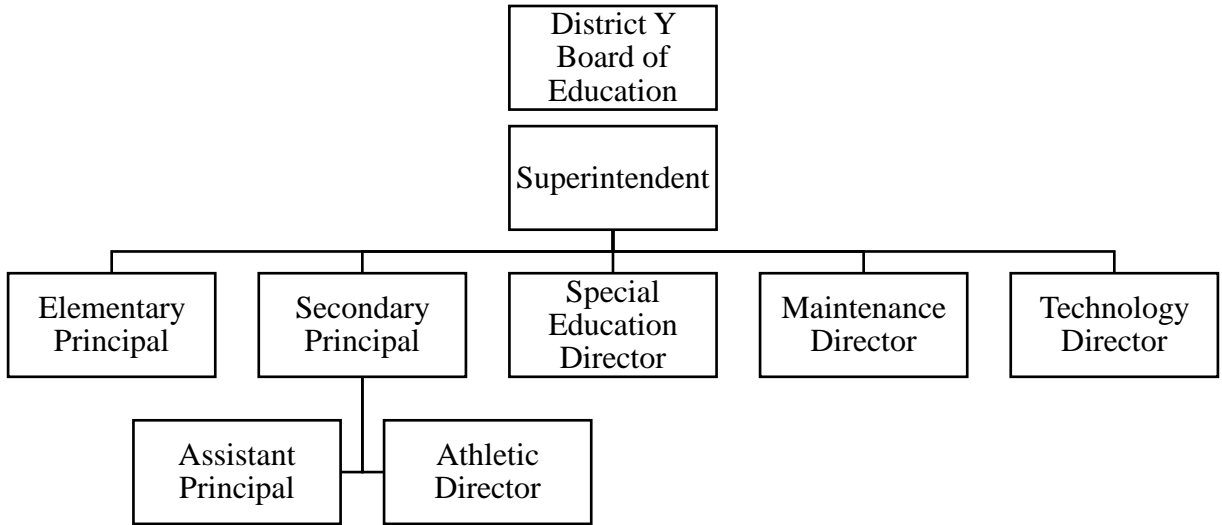 District Y
Board of
Education
Superintendent
Elementary
Principal
Secondary
Principal
Special
Education
Director
Maintenance
Director
Technology
Director
Assistant
Principal
Athletic
Director